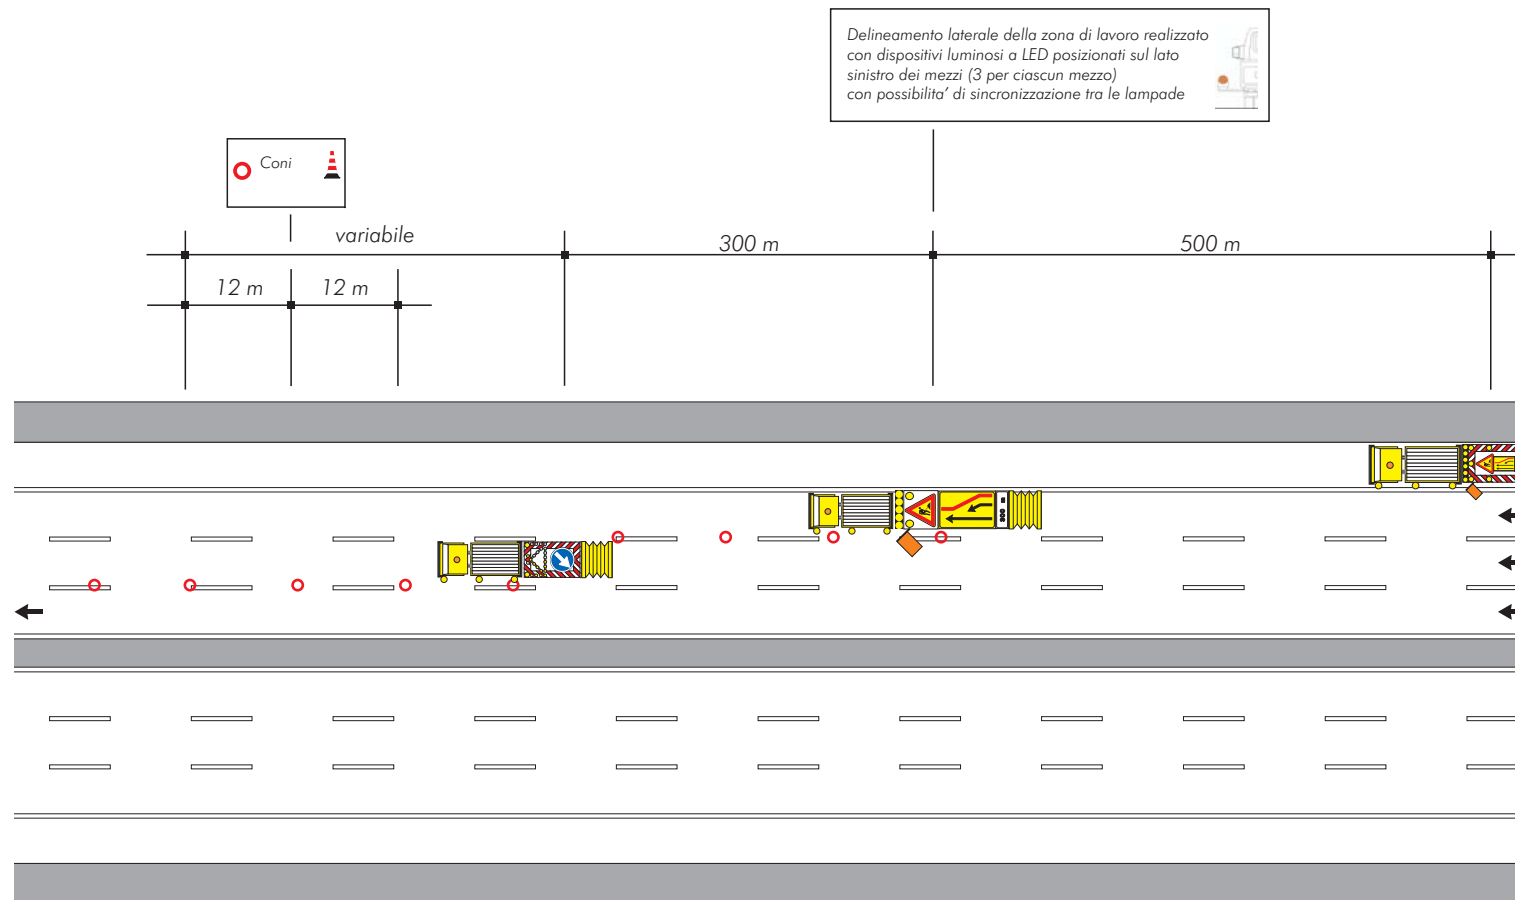 Delineamento laterale della zona di lavoro realizzato
con dispositivi luminosi a LED posizionati sul lato
sinistro dei mezzi (3 per ciascun mezzo)
con possibilita' di sincronizzazione tra le lampade
Coni
variabile
300 m
500 m
12 m
12 m
300 m